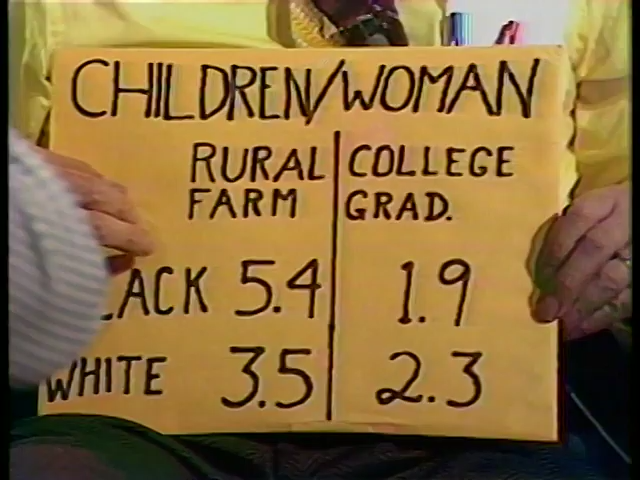 CHILDREN/WOMAN
RURAL COLLEGE
FARM GRAD.
LACK 5.4 1.9
WHITE 3.5 2.3